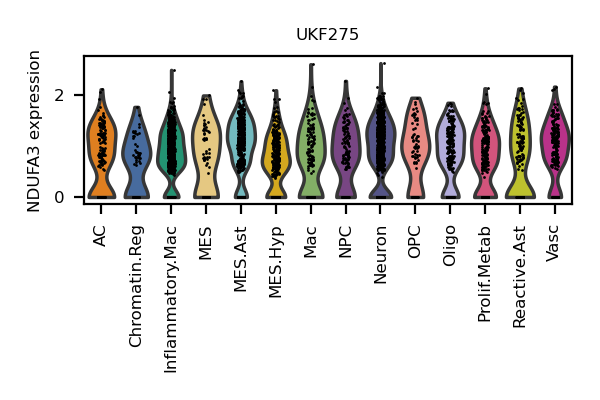 UKF275
NDUFA3 expression
2
0
AC
Chromatin.Reg
Inflammatory.Mac
MES
MES.Ast
MES.Hyp
Mac
NPC
Neuron
OPC
Oligo
Prolif.Metab
Reactive.Ast
Vasc